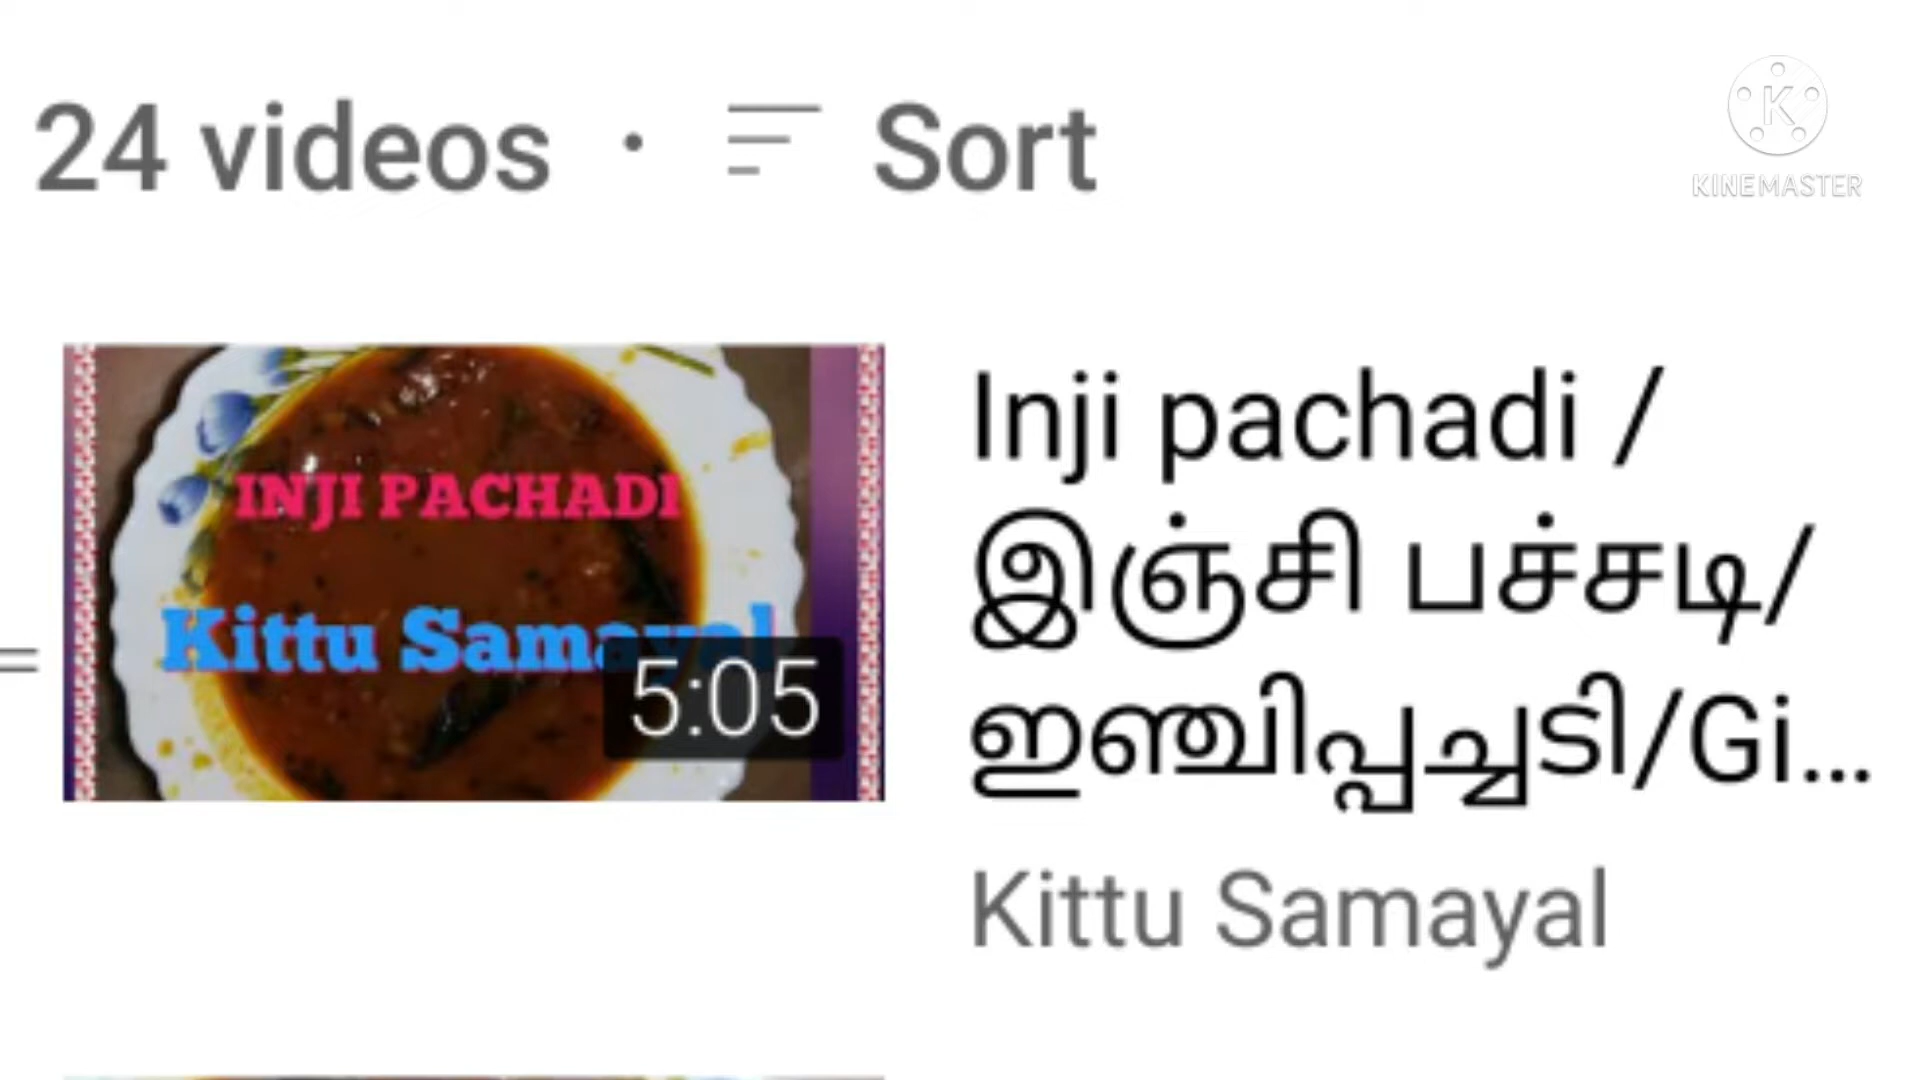 24 videos · Sort
KINEMASTER
INJI PACHADI
Kittu Samayal
5:05
Inji pachadi /
இஞ்சி பச்சடி/
ഇഞ്ചിപ്പച്ചടി/Gi...
Kittu Samayal